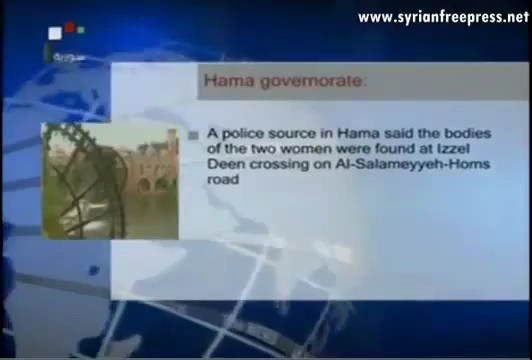 www.syrianfreepress.net
سورية
Hama governorate:
A police source in Hama said the bodies
of the two women were found at Izzel
Deen crossing on Al-Salameyyeh-Homs
road